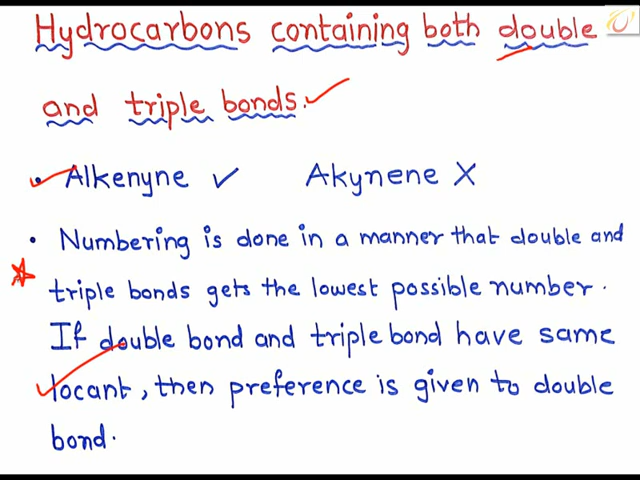 Hydrocarbons containing both double
and triple bonds.
• Alkenyne ✓ Akynene X
• Numbering is done in a manner that double and
triple bonds gets the lowest possible number.
If double bond and triple bond have same
locant, then preference is given to double
bond.